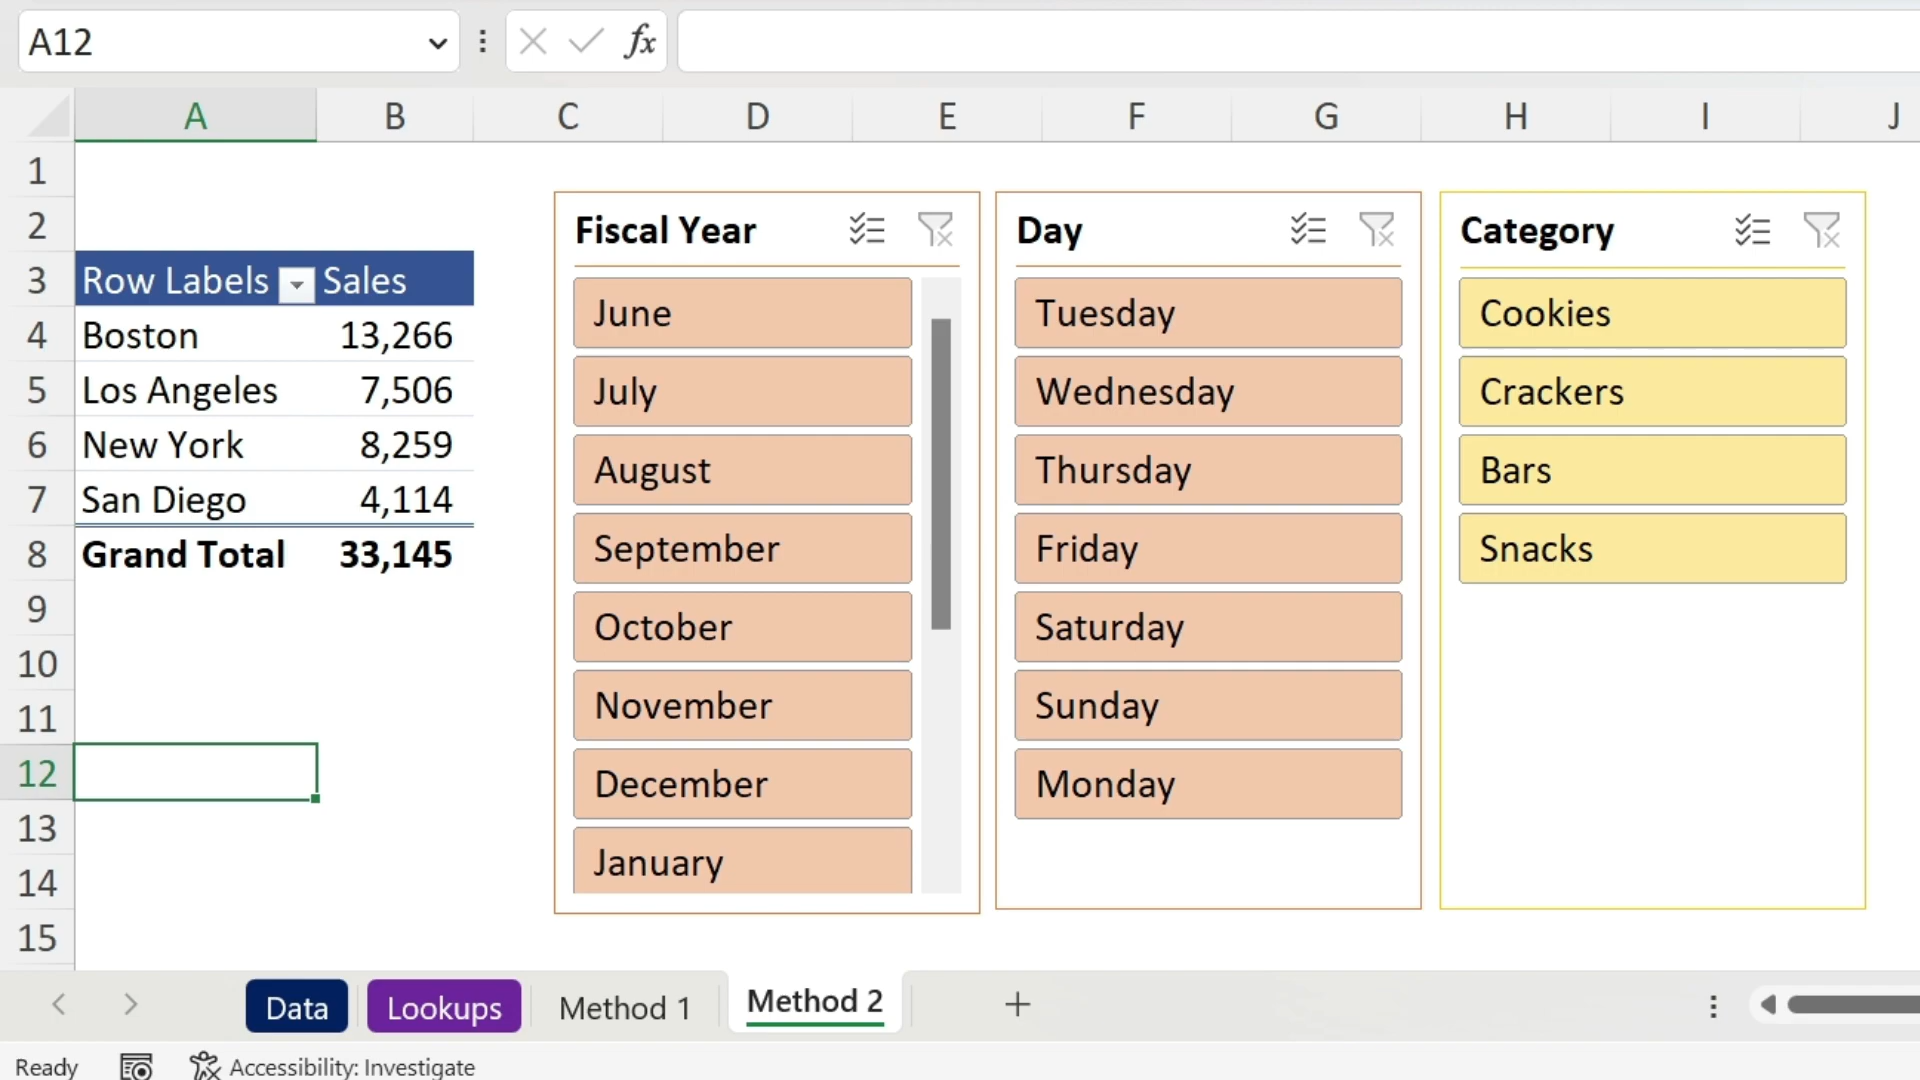 A12
fx
A B C D E F G H I J
1
2
3 Row Labels Sales
4 Boston 13,266
5 Los Angeles 7,506
6 New York 8,259
7 San Diego 4,114
8 Grand Total 33,145
9
10
11
12
13
14
15
Fiscal Year
June
July
August
September
October
November
December
January
Day
Tuesday
Wednesday
Thursday
Friday
Saturday
Sunday
Monday
Category
Cookies
Crackers
Bars
Snacks
Data Lookups Method 1 Method 2
Ready Accessibility: Investigate